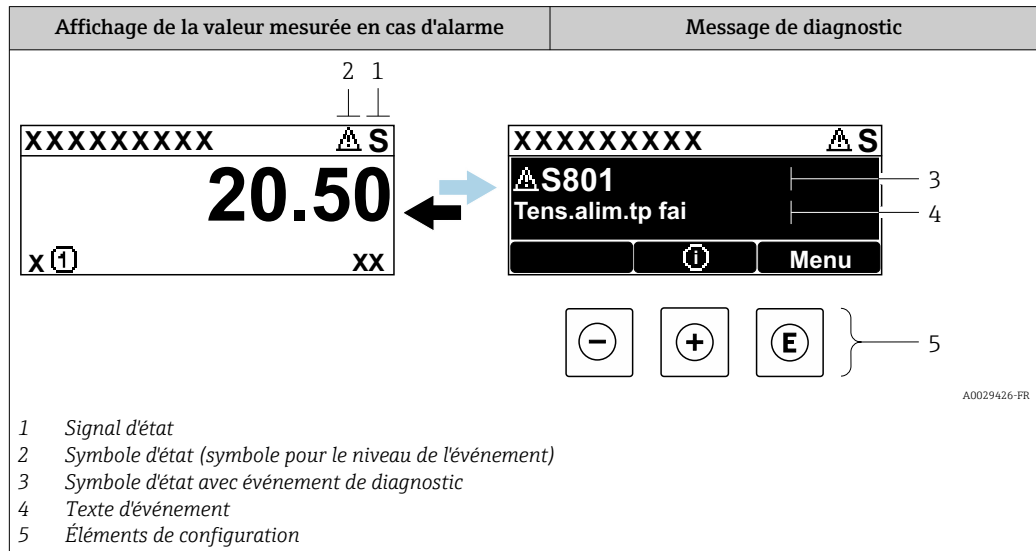 Affichage de la valeur mesurée en cas d'alarme
Message de diagnostic
2 1
XXXXXXXXX S
20.50
X 1 XX
XXXXXXXXX S
S801
Tens.alim.tp fai
i Menu
3
4
- + E
5
A0029426-FR
1 Signal d'état
2 Symbole d'état (symbole pour le niveau de l'événement)
3 Symbole d'état avec événement de diagnostic
4 Texte d'événement
5 Éléments de configuration